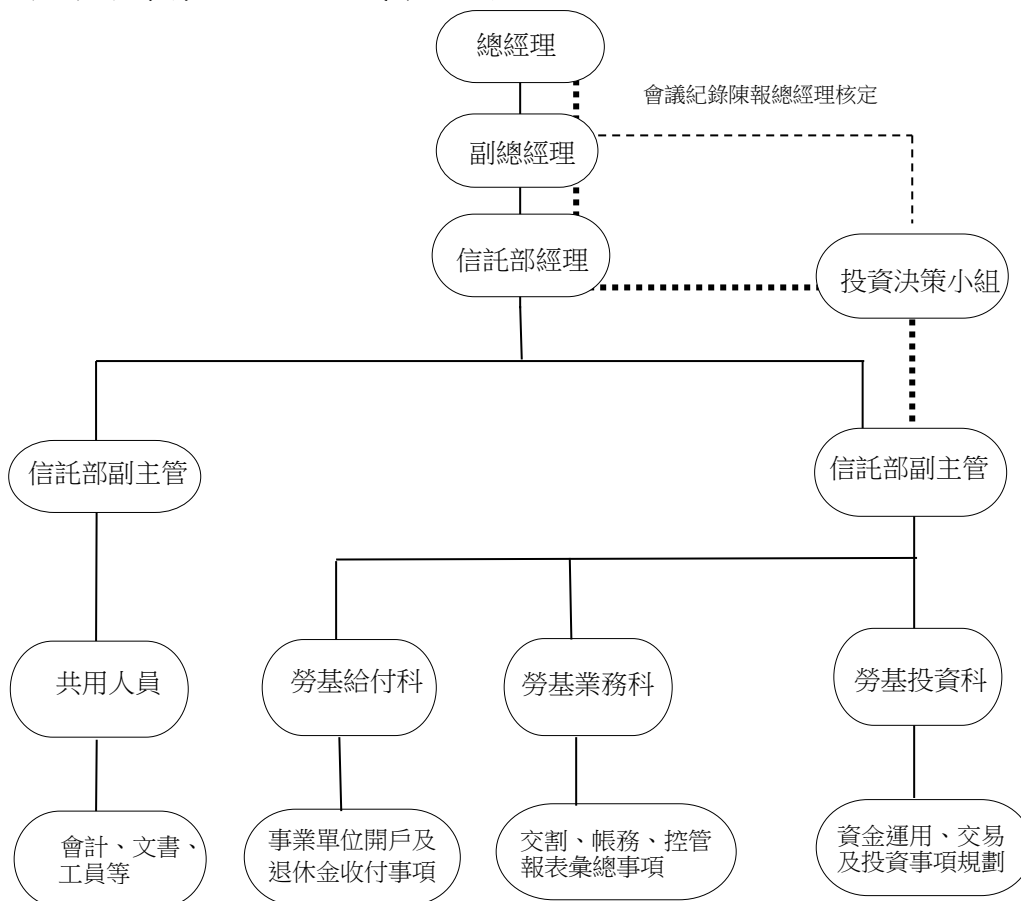 總經理
會議紀錄陳報總經理核定
副總經理
信託部經理
投資決策小組
信託部副主管
信託部副主管
共用人員
勞基給付科
勞基業務科
勞基投資科
會計、文書、
工員等
事業單位開戶及
退休金收付事項
交割、帳務、控管
報表彙總事項
資金運用、交易
及投資事項規劃